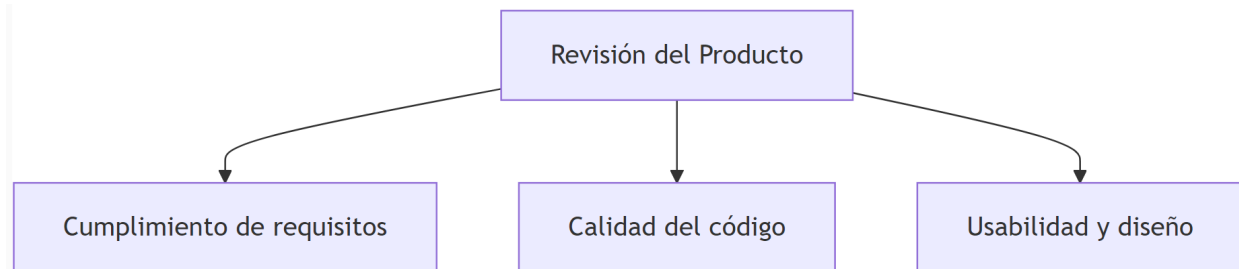 Revisión del Producto
Cumplimiento de requisitos
Calidad del código
Usabilidad y diseño